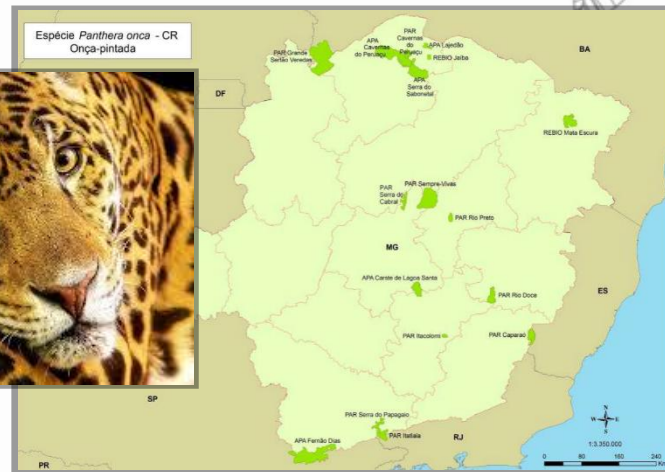 Espécie Panthera onca - CR
Onça-pintada
PAR Grande
Sertão Veredas
APA
Cavernas
do Peruaçu
PAR
Cavernas
do
Peruaçu
APA Lajedão
REBIO Jaíba
APA
Serra do
Sabonetal
BA
DF
REBIO Mata Escura
PAR
Serra do
Cabral
PAR Sempre-Vivas
PAR Rio Preto
MG
APA Carste de Lagoa Santa
PAR Rio Doce
ES
PAR Itacolomi
PAR Caparaó
SP
PAR Serra do Papagaio
APA Fernão Dias
PAR Itatiaia
RJ
PR
N
W
E
S
1:3.350.000
0
80
160
240